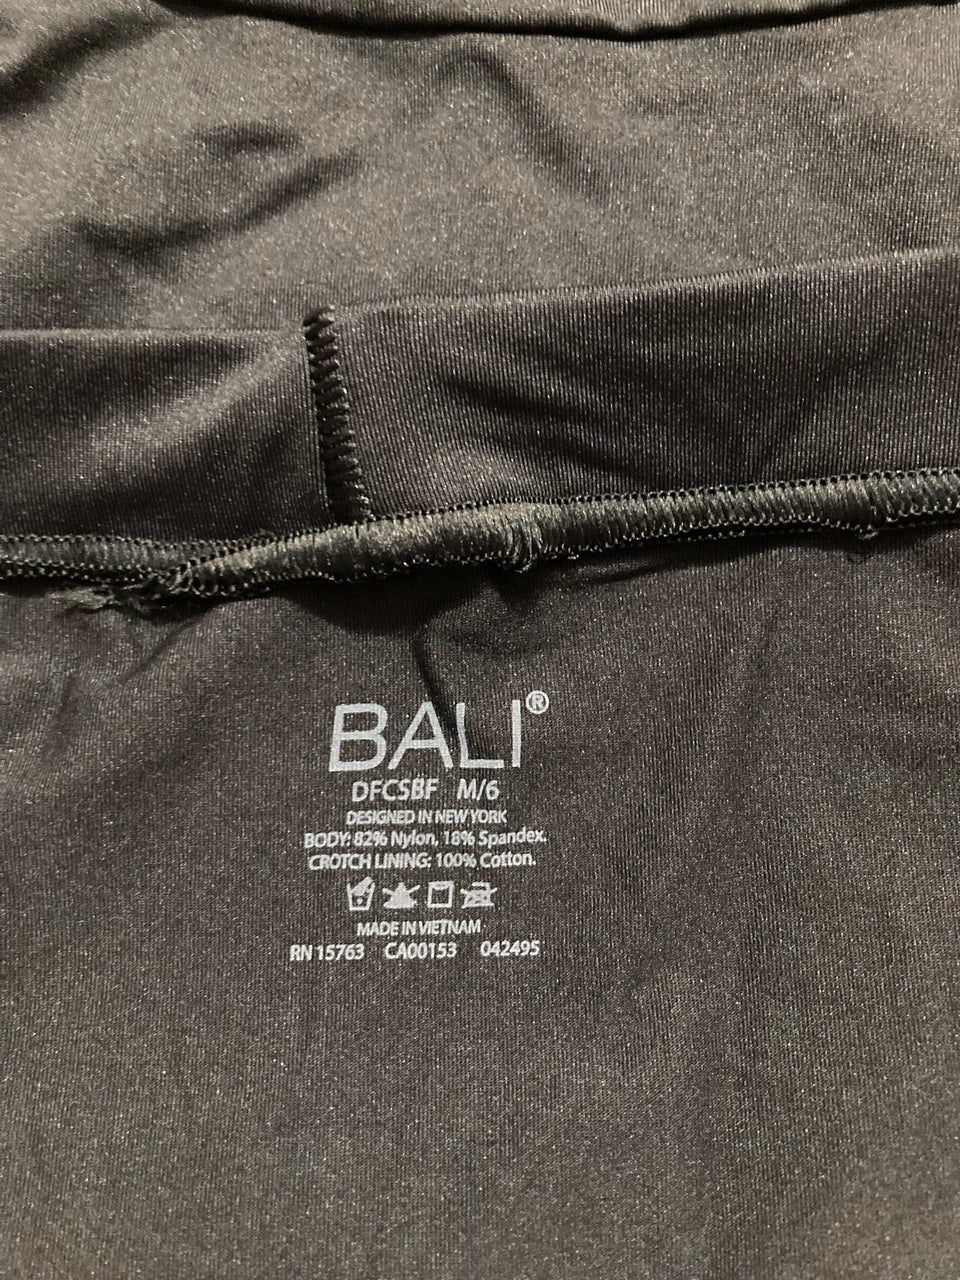 BALI®
DFCSBF M/6
DESIGNED IN NEW YORK
BODY: 82% Nylon, 18% Spandex.
CROTCH LINING: 100% Cotton.
MADE IN VIETNAM
RN 15763 CA00153 042495